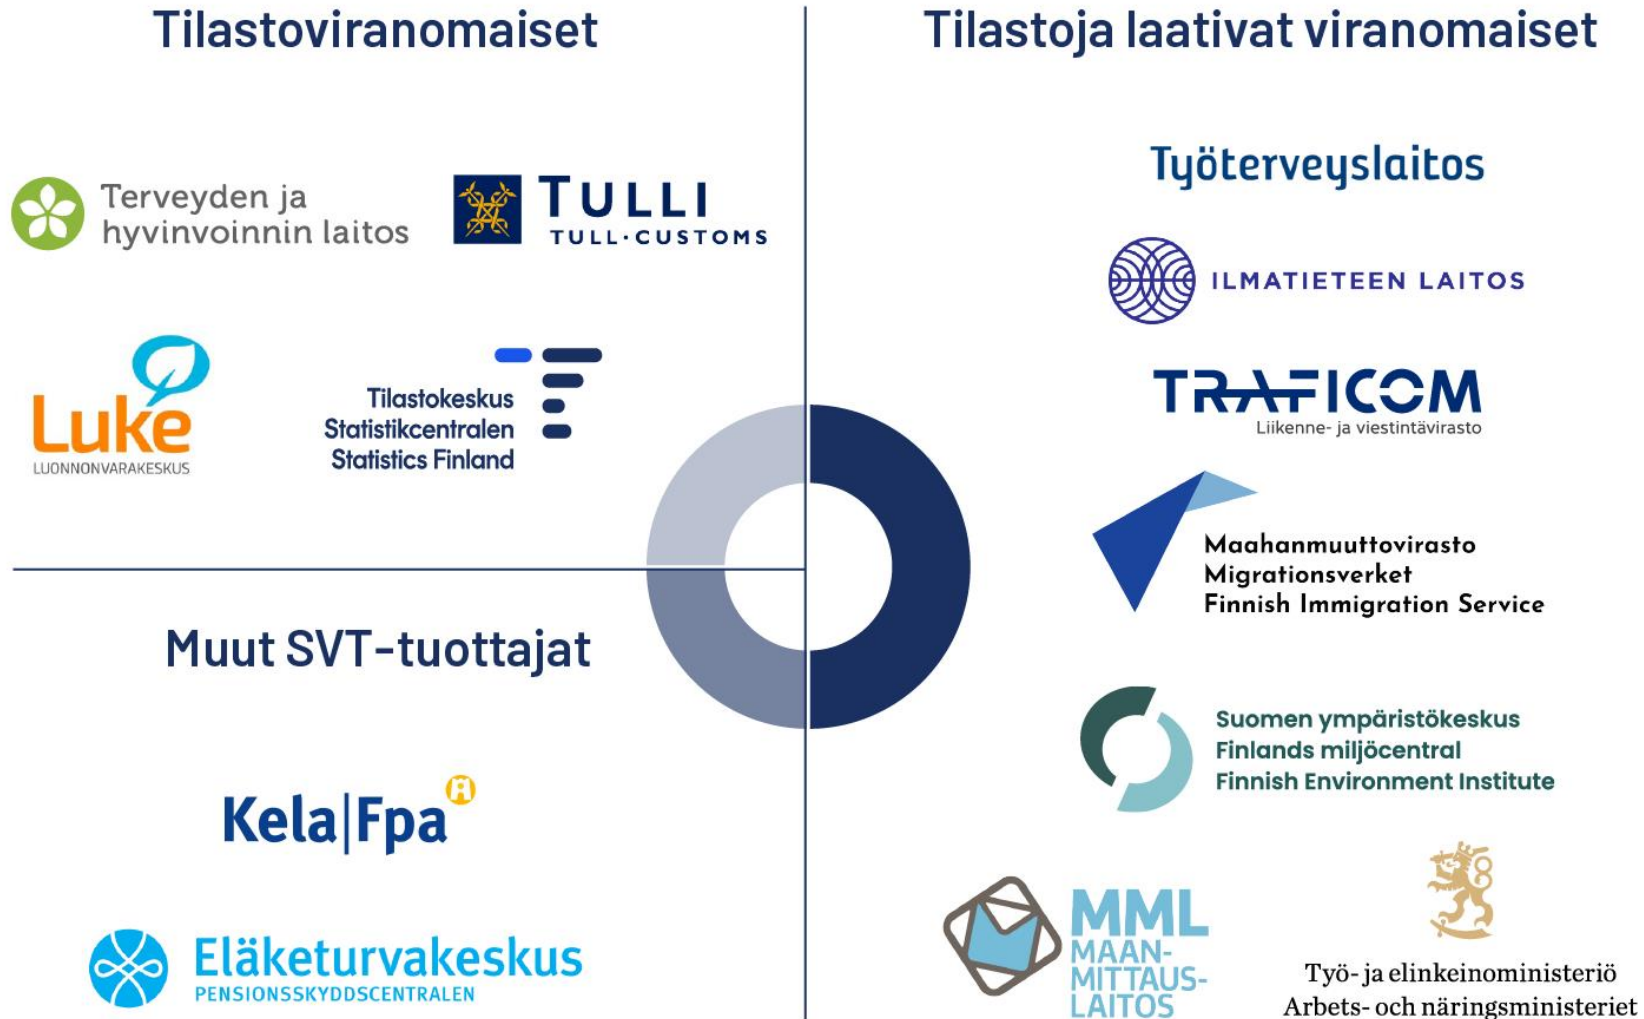 Tilastoviranomaiset
Terveyden ja
hyvinvoinnin laitos
TULLI
TULL·CUSTOMS
Luke
LUONNONVARAKESKUS
Tilastokeskus
Statistikcentralen
Statistics Finland
Muut SVT-tuottajat
Kela|Fpa
Eläketurvakeskus
PENSIONSSKYDDSCENTRALEN
Tilastoja laativat viranomaiset
Työterveyslaitos
ILMATIETEEN LAITOS
TRAFICOM
Liikenne- ja viestintävirasto
Maahanmuuttovirasto
Migrationsverket
Finnish Immigration Service
Suomen ympäristökeskus
Finlands miljöcentral
Finnish Environment Institute
MML
MAAN-
MITTAUS-
LAITOS
Työ- ja elinkeinoministeriö
Arbets- och näringsministeriet